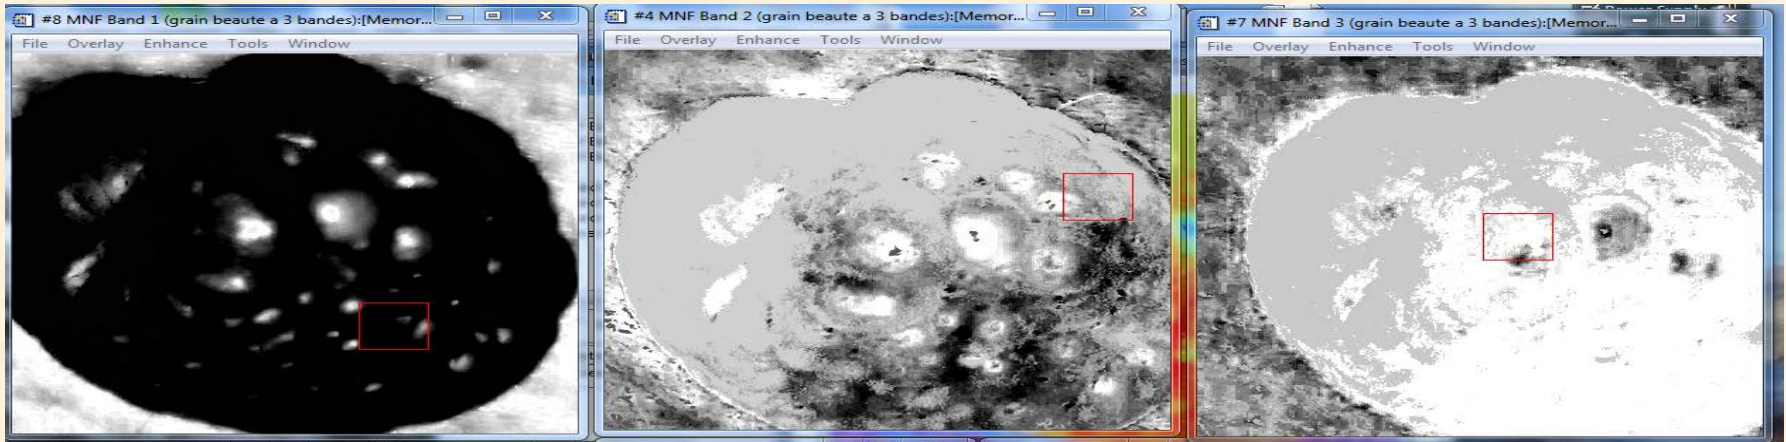 #8 MNF Band 1 (grain beaute a 3 bandes):[Memor...
File Overlay Enhance Tools Window
#4 MNF Band 2 (grain beaute a 3 bandes):[Memor...
File Overlay Enhance Tools Window
#7 MNF Band 3 (grain beaute a 3 bandes):[Memor...
File Overlay Enhance Tools Window